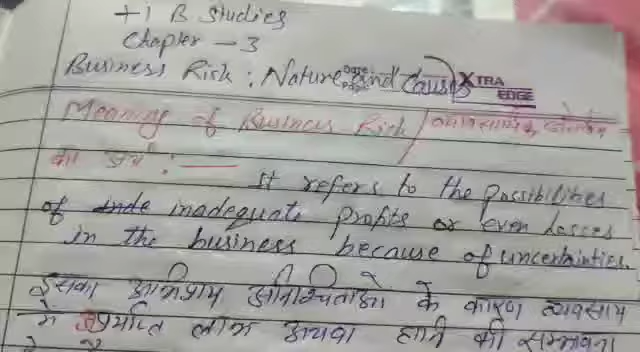 +1 B Studies
Chapter - 3
Business Risk : Nature and Causes
Date
Page
XTRA
EDGE
Meaning of Business Risk / व्यावसायिक जोखिम
का अर्थ :-
It refers to the possibilities
of inadequate profits or even losses
in the business because of uncertainties.
इसका अभिप्राय अनिश्चिताओं के कारण व्यवसाय
में अपर्याप्त लाभ अथवा हानि की सम्भावना